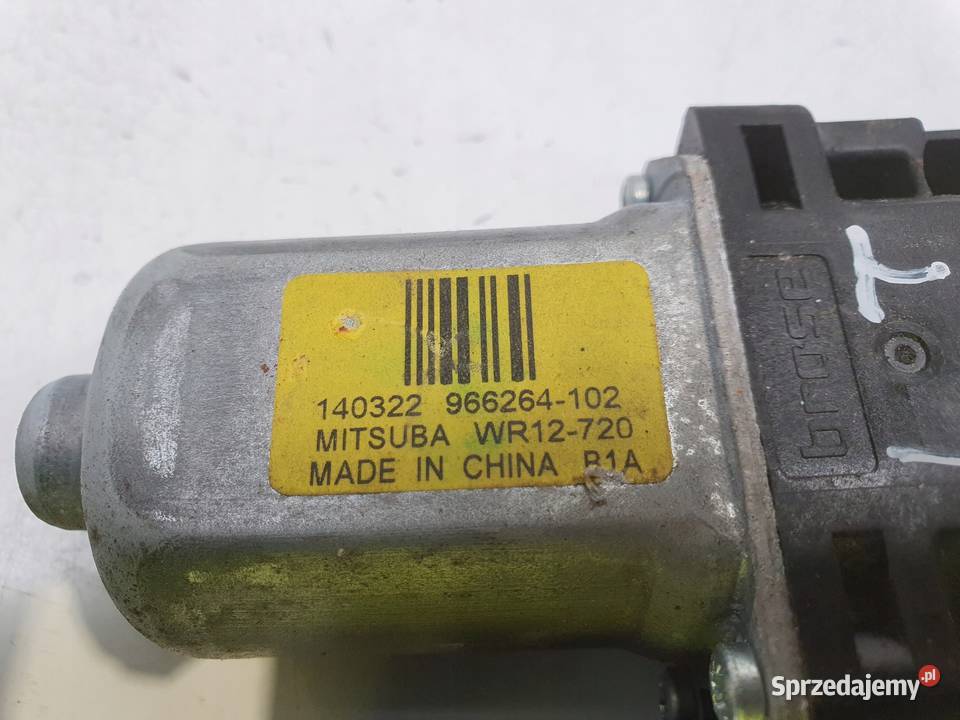 140322 966264-102
MITSUBA WR12-720
MADE IN CHINA B1A
brose
Sprzedajemy.pl